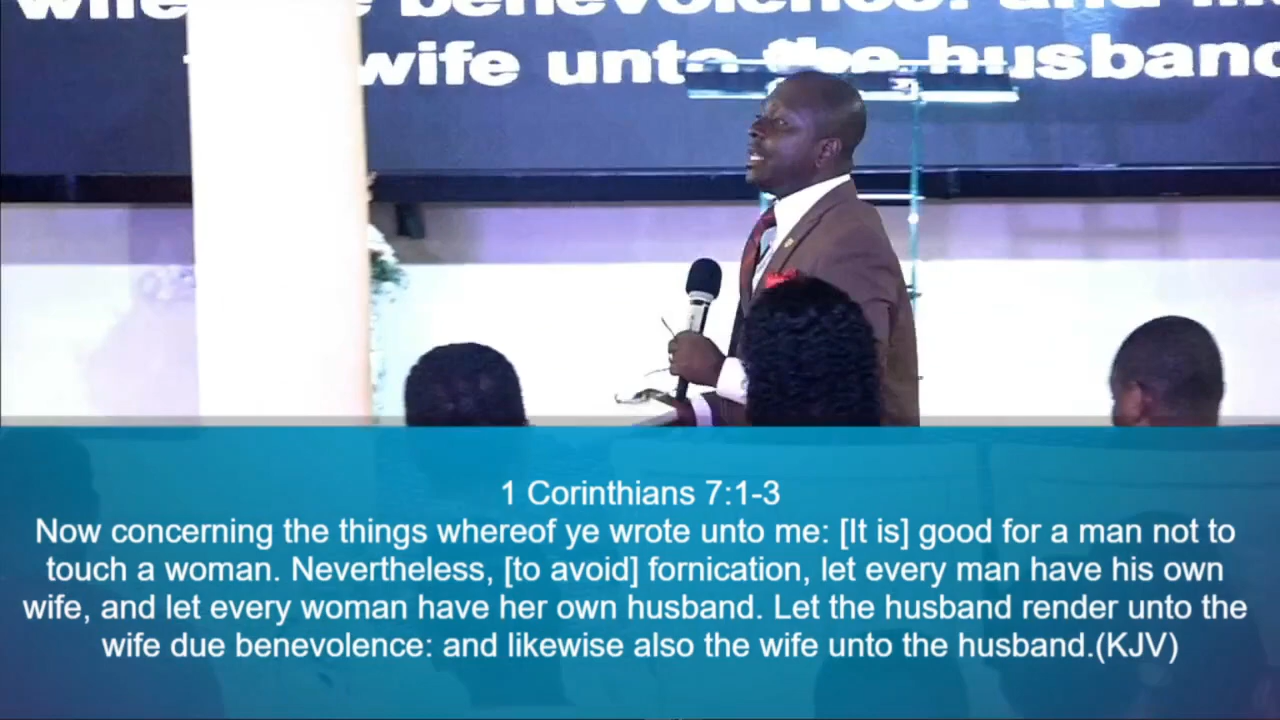 benevolence: and
wife unto the husband
1 Corinthians 7:1-3
Now concerning the things whereof ye wrote unto me: [It is] good for a man not to
touch a woman. Nevertheless, [to avoid] fornication, let every man have his own
wife, and let every woman have her own husband. Let the husband render unto the
wife due benevolence: and likewise also the wife unto the husband.(KJV)